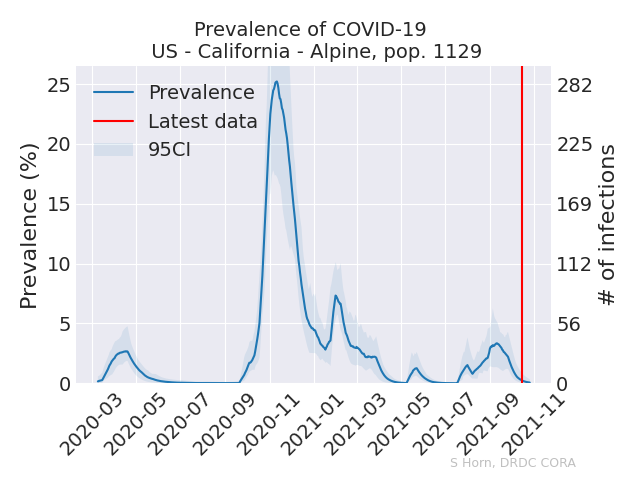 Prevalence of COVID-19
US - California - Alpine, pop. 1129
Prevalence
Latest data
95CI
Prevalence (%)
25
20
15
10
5
0
282
225
169
112
56
0
# of infections
2020-03
2020-05
2020-07
2020-09
2020-11
2021-01
2021-03
2021-05
2021-07
2021-09
2021-11
S Horn, DRDC CORA